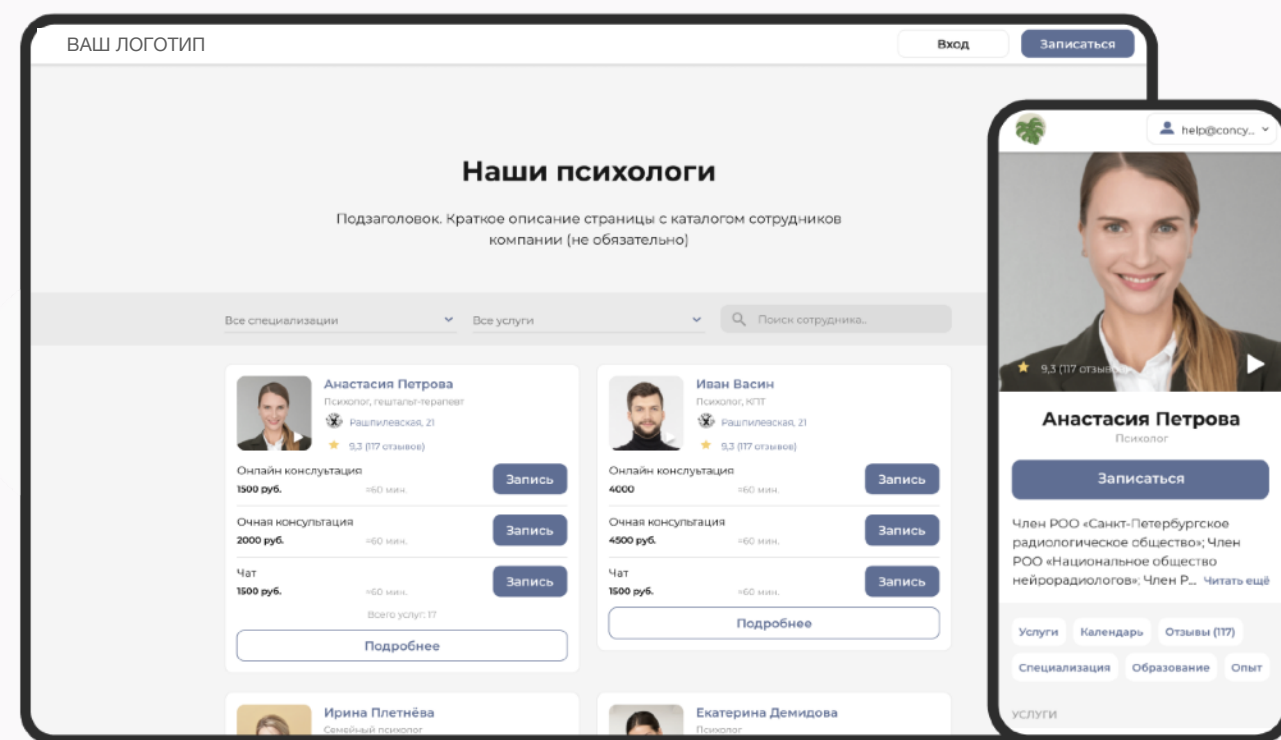 ВАШ ЛОГОТИП
Вход
Записаться
Наши психологи
Подзаголовок. Краткое описание страницы с каталогом сотрудников
компании (не обязательно)
Все специализации
Все услуги
Поиск сотрудника..
Анастасия Петрова
Психолог, гештальт-терапевт
Рашпилевская, 21
9,3 (117 отзывов)
Онлайн консультация
1500 руб.
≈60 мин.
Запись
Очная консультация
2000 руб.
≈60 мин.
Запись
Чат
1500 руб.
≈60 мин.
Запись
Всего услуг: 17
Подробнее
Иван Васин
Психолог, КПТ
Рашпилевская, 21
9,3 (117 отзывов)
Онлайн консультация
4000
≈60 мин.
Запись
Очная консультация
4500 руб.
≈60 мин.
Запись
Чат
1500 руб.
≈60 мин.
Запись
Подробнее
Ирина Плетнёва
Семейный психолог
Екатерина Демидова
Психолог
help@concy...
9,3 (117 отзывов)
Анастасия Петрова
Психолог
Записаться
Член РОО «Санкт-Петербургское
радиологическое общество»; Член
РОО «Национальное общество
нейрорадиологов»; Член Р... Читать ещё
Услуги
Календарь
Отзывы (117)
Специализация
Образование
Опыт
УСЛУГИ